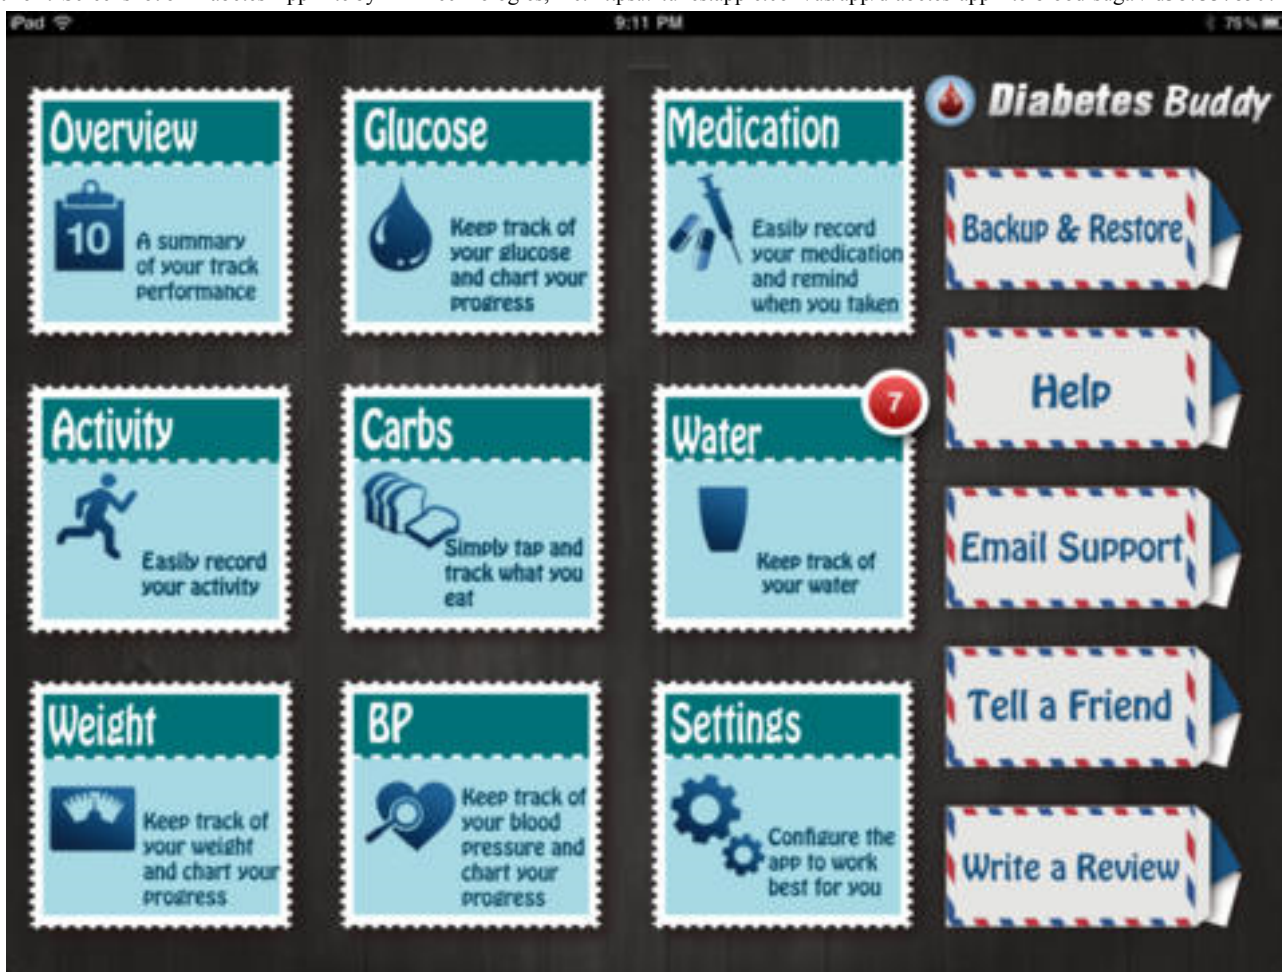 iPad
9:11 PM
75%
Diabetes Buddy
Overview
10
A summary
of your track
performance
Glucose
Keep track of
your glucose
and chart your
progress
Medication
Easily record
your medication
and remind
when you taken
Backup & Restore
Help
Activity
Easily record
your activity
Carbs
Simply tap and
track what you
eat
Water
7
Keep track of
your water
Email Support
Tell a Friend
Weight
Keep track of
your weight
and chart your
progress
BP
Keep track of
your blood
pressure and
chart your
progress
Settings
Configure the
app to work
best for you
Write a Review